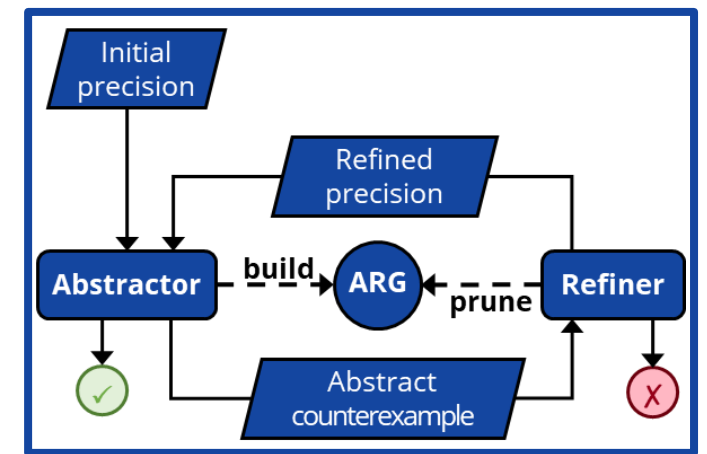 Initial
precision
Refined
precision
Abstractor
build
ARG
prune
Refiner
Abstract
counterexample
✓
✗